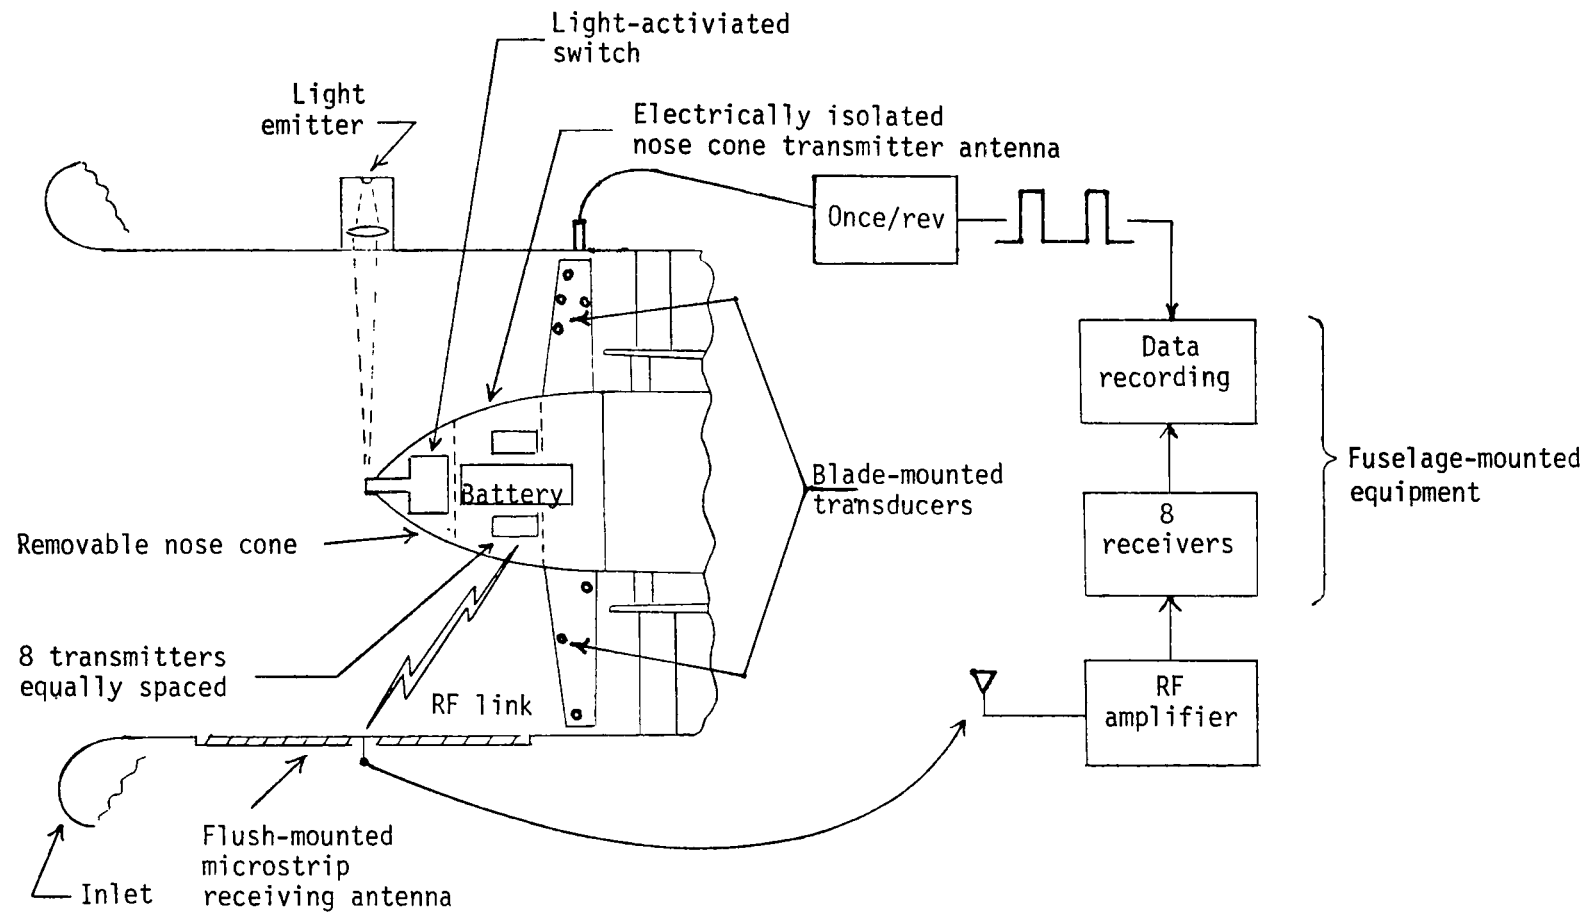 Light-activiated
switch
Light
emitter
Electrically isolated
nose cone transmitter antenna
Once/rev
Data
recording
Fuselage-mounted
equipment
Blade-mounted
transducers
Battery
8
receivers
Removable nose cone
8 transmitters
equally spaced
RF link
RF
amplifier
Flush-mounted
microstrip
receiving antenna
Inlet